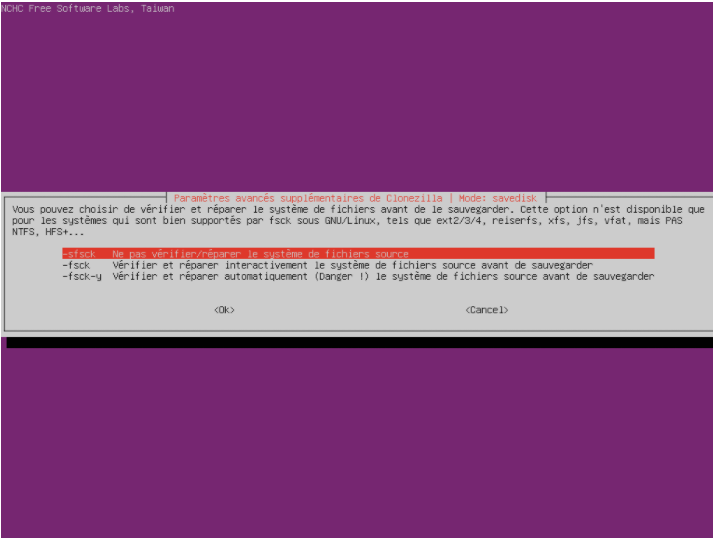 NCHC Free Software Labs, Taiwan
Paramètres avancés supplémentaires de Clonezilla | Mode: savedisk
Vous pouvez choisir de vérifier et réparer le système de fichiers avant de le sauvegarder. Cette option n'est disponible que
pour les systèmes qui sont bien supportés par fsck sous GNU/Linux, tels que ext2/3/4, reiserfs, xfs, jfs, vfat, mais PAS
NTFS, HFS+...
-sfsck Ne pas vérifier/réparer le système de fichiers source
-fsck Vérifier et réparer interactivement le système de fichiers source avant de sauvegarder
-fsck-y Vérifier et réparer automatiquement (Danger !) le système de fichiers source avant de sauvegarder
<Ok> <Cancel>